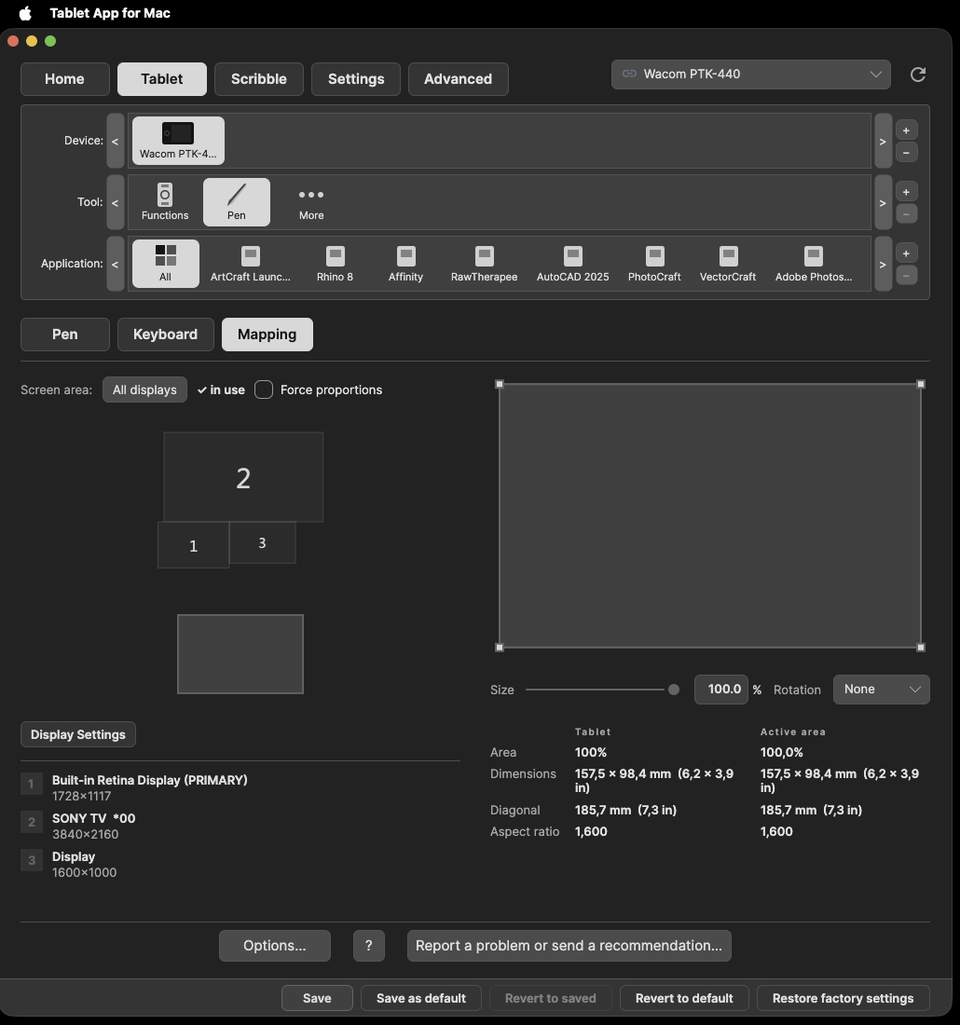 Tablet App for Mac
Home Tablet Scribble Settings Advanced Wacom PTK-440
Device: < Wacom PTK-4... > + −
Tool: < Functions Pen More > + −
Application: < All ArtCraft Launc... Rhino 8 Affinity RawTherapee AutoCAD 2025 PhotoCraft VectorCraft Adobe Photos... > + −
Pen Keyboard Mapping
Screen area: All displays ✓ in use Force proportions
2
1 3
Size 100.0 % Rotation None
Display Settings
Tablet Active area
Area 100% 100,0%
Dimensions 157,5 × 98,4 mm (6,2 × 3,9 157,5 × 98,4 mm (6,2 × 3,9
in) in)
Diagonal 185,7 mm (7,3 in) 185,7 mm (7,3 in)
Aspect ratio 1,600 1,600
1 Built-in Retina Display (PRIMARY)
1728×1117
2 SONY TV *00
3840×2160
3 Display
1600×1000
Options... ? Report a problem or send a recommendation...
Save Save as default Revert to saved Revert to default Restore factory settings